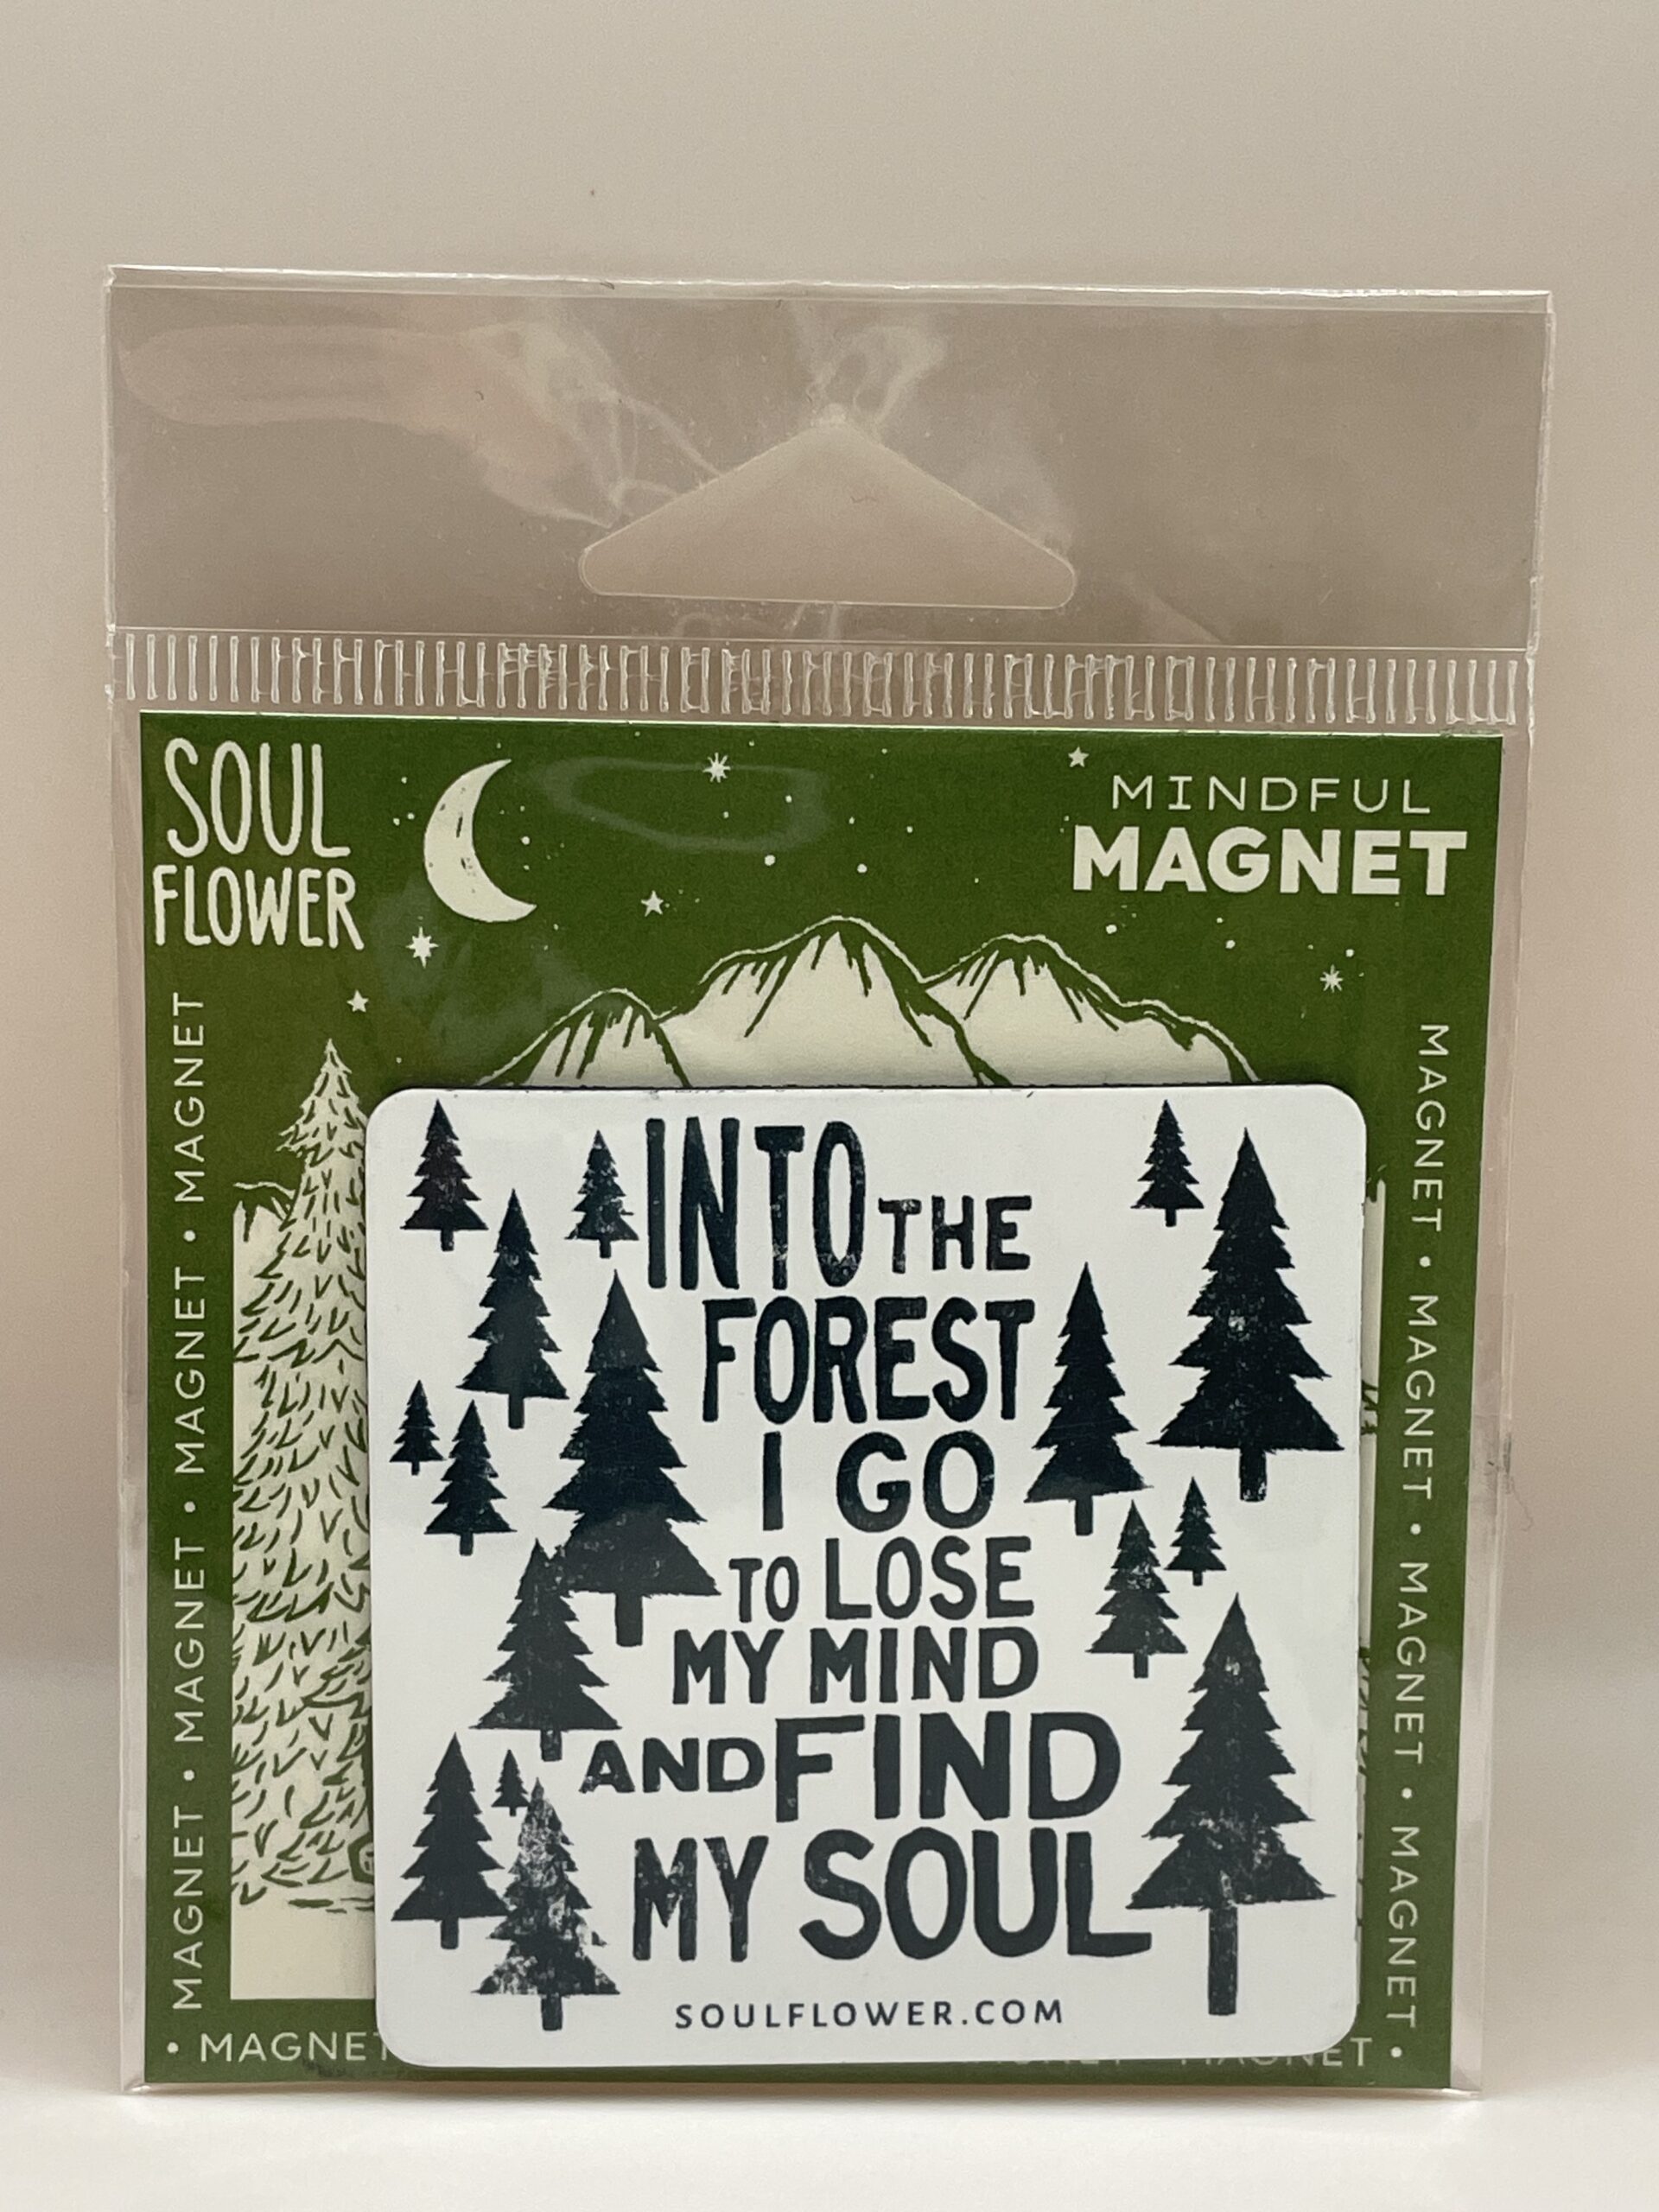 SOUL
FLOWER
MINDFUL
MAGNET
MAGNET • MAGNET • MAGNET • MAGNET
MAGNET • MAGNET • MAGNET • MAGNET
INTO THE
FOREST
I GO
TO LOSE
MY MIND
AND FIND
MY SOUL
SOULFLOWER.COM
• MAGNET